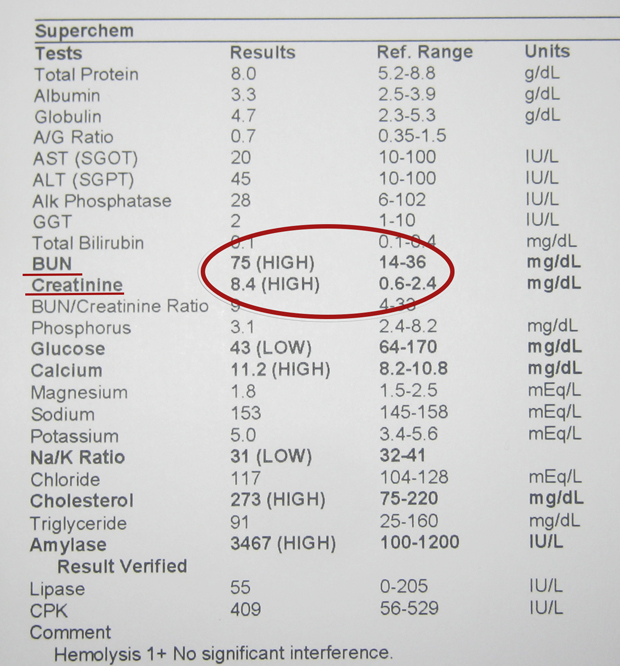 Superchem
Tests Results Ref. Range Units
Total Protein 8.0 5.2-8.8 g/dL
Albumin 3.3 2.5-3.9 g/dL
Globulin 4.7 2.3-5.3 g/dL
A/G Ratio 0.7 0.35-1.5
AST (SGOT) 20 10-100 IU/L
ALT (SGPT) 45 10-100 IU/L
Alk Phosphatase 28 6-102 IU/L
GGT 2 1-10 IU/L
Total Bilirubin 0.1 0.1-0.4 mg/dL
BUN 75 (HIGH) 14-36 mg/dL
Creatinine 8.4 (HIGH) 0.6-2.4 mg/dL
BUN/Creatinine Ratio 9 4-33
Phosphorus 3.1 2.4-8.2 mg/dL
Glucose 43 (LOW) 64-170 mg/dL
Calcium 11.2 (HIGH) 8.2-10.8 mg/dL
Magnesium 1.8 1.5-2.5 mEq/L
Sodium 153 145-158 mEq/L
Potassium 5.0 3.4-5.6 mEq/L
Na/K Ratio 31 (LOW) 32-41
Chloride 117 104-128 mEq/L
Cholesterol 273 (HIGH) 75-220 mg/dL
Triglyceride 91 25-160 mg/dL
Amylase 3467 (HIGH) 100-1200 IU/L
Result Verified
Lipase 55 0-205 IU/L
CPK 409 56-529 IU/L
Comment
Hemolysis 1+ No significant interference.